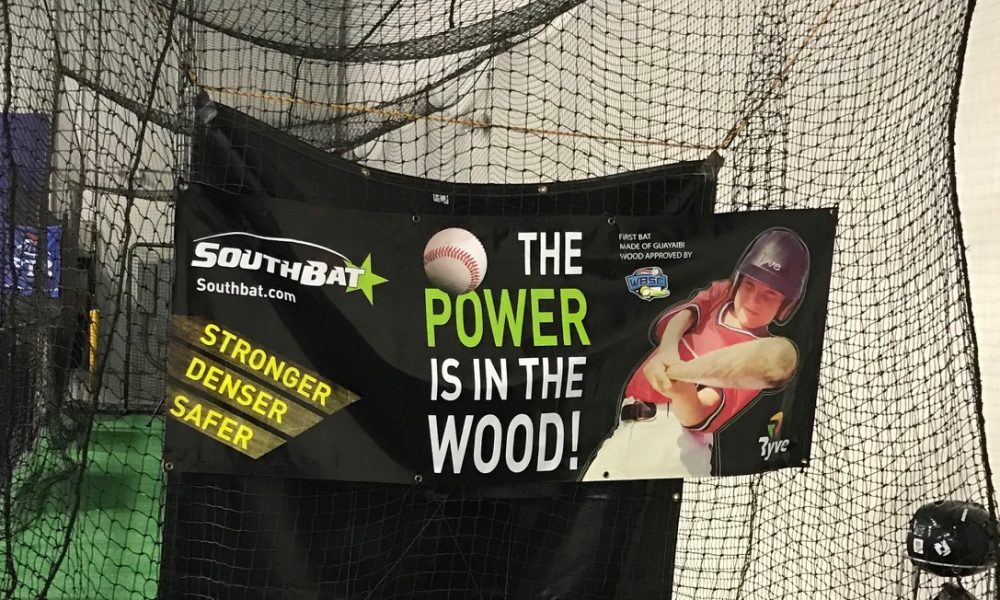 SOUTHBAT
Southbat.com
STRONGER
DENSER
SAFER
THE
POWER
IS IN THE
WOOD!
FIRST BAT
MADE OF GUAYAIBI
WOOD APPROVED BY
WBSC
Ryve